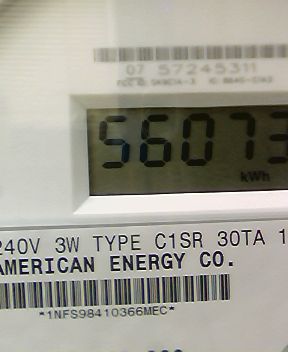 07 57245311
56073
kWh
240V 3W TYPE C1SR 30TA 1
AMERICAN ENERGY CO.
*1NFS98410366MEC*